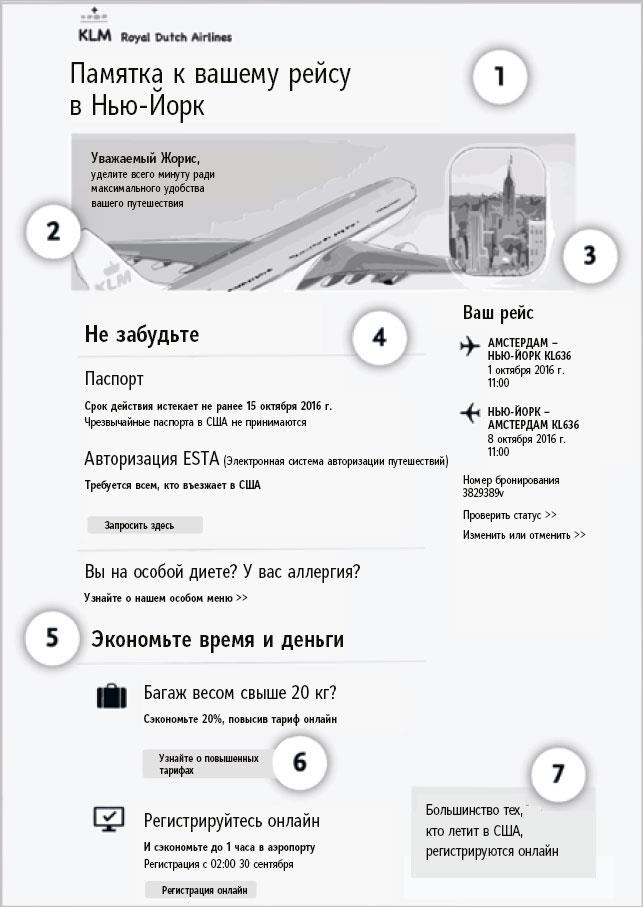 KLM Royal Dutch Airlines
Памятка к вашему рейсу
в Нью-Йорк
1
Уважаемый Жорис,
уделите всего минуту ради
максимального удобства
вашего путешествия
2
KLM
3
Ваш рейс
АМСТЕРДАМ –
НЬЮ-ЙОРК KL636
1 октября 2016 г.
11:00
НЬЮ-ЙОРК –
АМСТЕРДАМ KL636
8 октября 2016 г.
11:00
Номер бронирования
3829389v
Проверить статус >>
Изменить или отменить >>
Не забудьте
4
Паспорт
Срок действия истекает не ранее 15 октября 2016 г.
Чрезвычайные паспорта в США не принимаются
Авторизация ESTA (Электронная система авторизации путешествий)
Требуется всем, кто въезжает в США
Запросить здесь
Вы на особой диете? У вас аллергия?
Узнайте о нашем особом меню >>
5
Экономьте время и деньги
Багаж весом свыше 20 кг?
Сэкономьте 20%, повысив тариф онлайн
Узнайте о повышенных
тарифах
6
Регистрируйтесь онлайн
И сэкономьте до 1 часа в аэропорту
Регистрация с 02:00 30 сентября
Регистрация онлайн
7
Большинство тех,
кто летит в США,
регистрируются онлайн